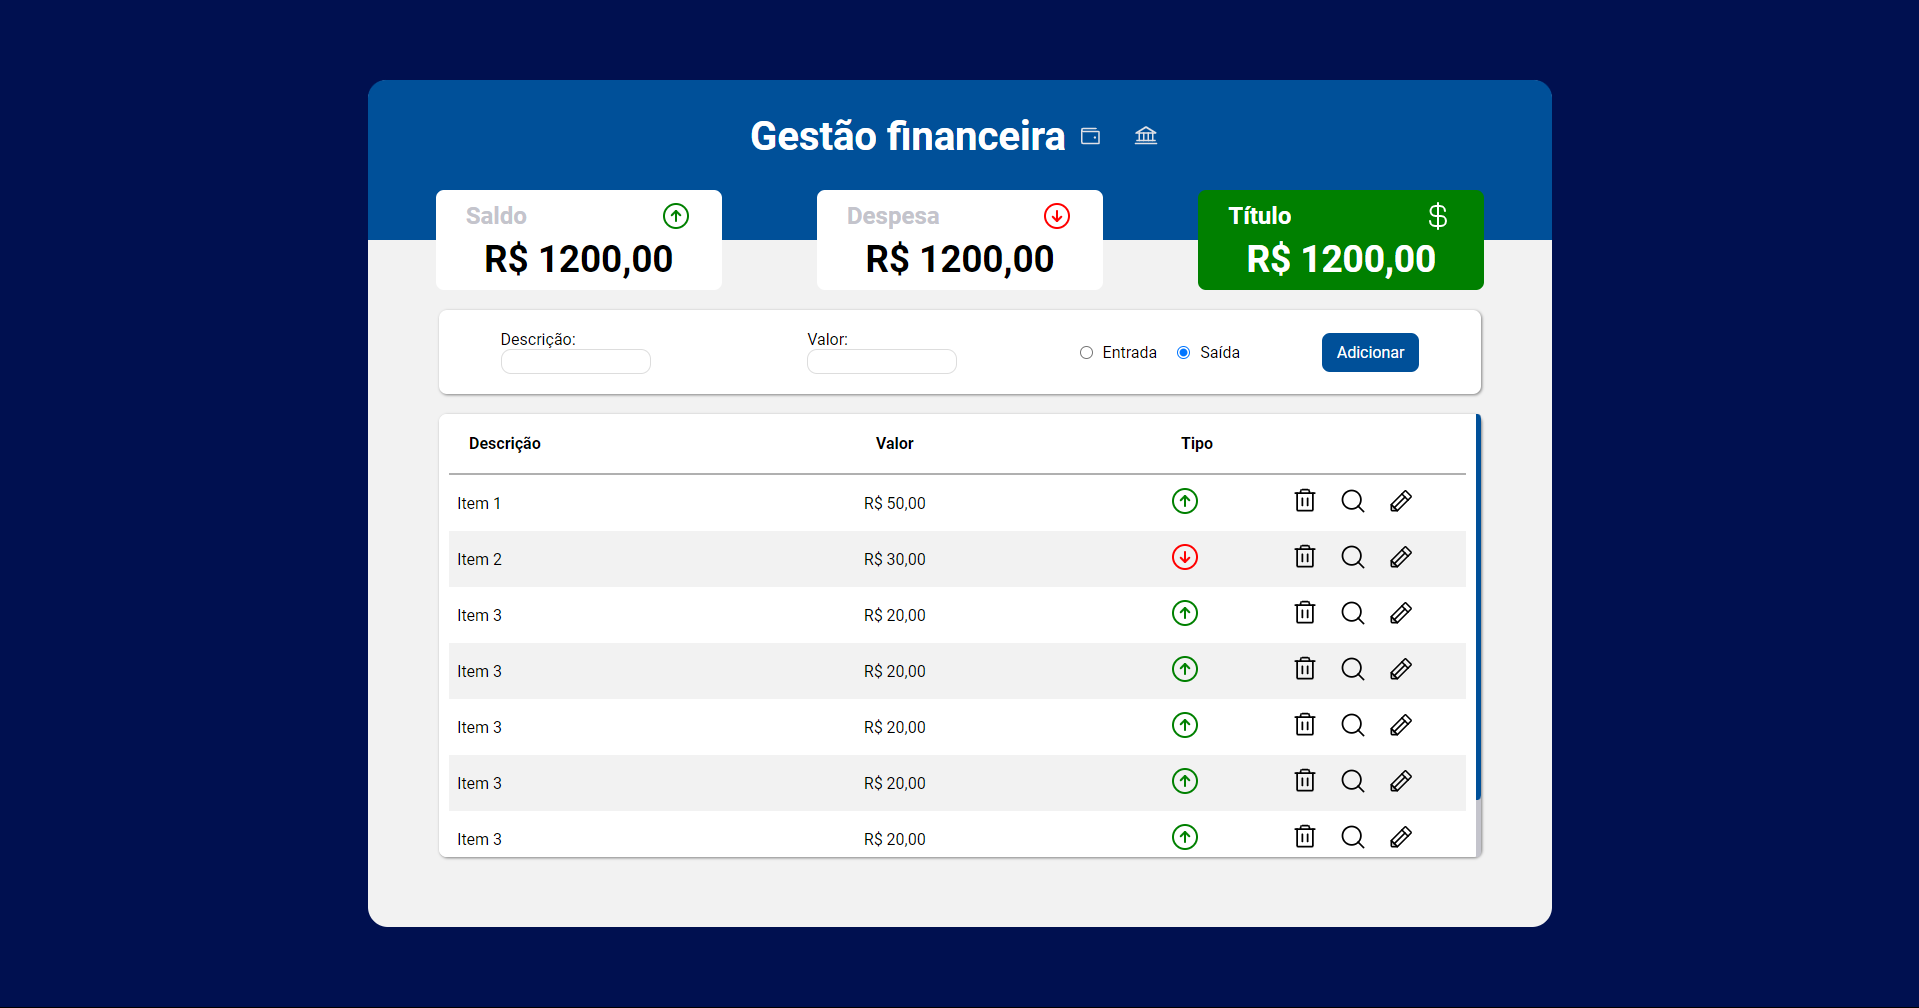 Gestão financeira
Saldo
R$ 1200,00
Despesa
R$ 1200,00
Título
R$ 1200,00
Descrição:
Valor:
Entrada
Saída
Adicionar
Descrição Valor Tipo
Item 1 R$ 50,00
Item 2 R$ 30,00
Item 3 R$ 20,00
Item 3 R$ 20,00
Item 3 R$ 20,00
Item 3 R$ 20,00
Item 3 R$ 20,00